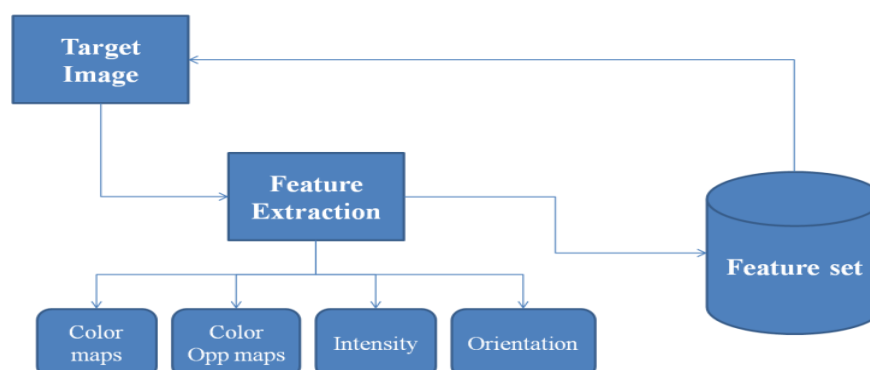 Target
Image
Feature
Extraction
Feature set
Color
maps
Color
Opp maps
Intensity
Orientation